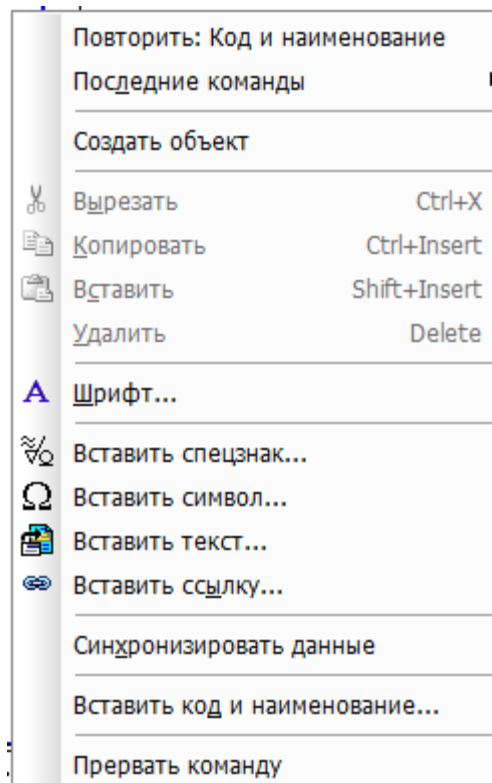 Повторить: Код и наименование
Последние команды
Создать объект
Вырезать Ctrl+X
Копировать Ctrl+Insert
Вставить Shift+Insert
Удалить Delete
Шрифт...
Вставить спецзнак...
Вставить символ...
Вставить текст...
Вставить ссылку...
Синхронизировать данные
Вставить код и наименование...
Прервать команду